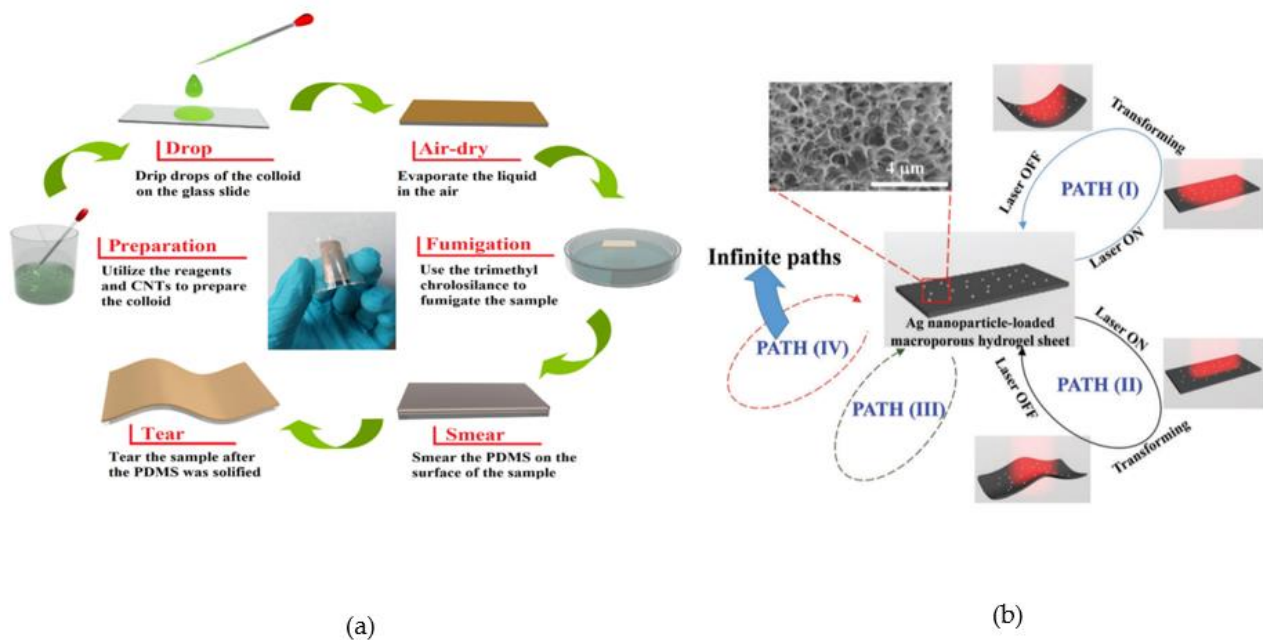 Drop
Drip drops of the colloid
on the glass slide
Air-dry
Evaporate the liquid
in the air
Preparation
Utilize the reagents
and CNTs to prepare
the colloid
Fumigation
Use the trimethyl
chrolosilance to
fumigate the sample
Tear
Tear the sample after
the PDMS was solified
Smear
Smear the PDMS on the
surface of the sample
(a)
4 μm
Transforming
Laser OFF
PATH (I)
Laser ON
Infinite paths
Ag nanoparticle-loaded
macroporous hydrogel sheet
Laser ON
PATH (IV)
Laser OFF
PATH (II)
PATH (III)
Transforming
(b)